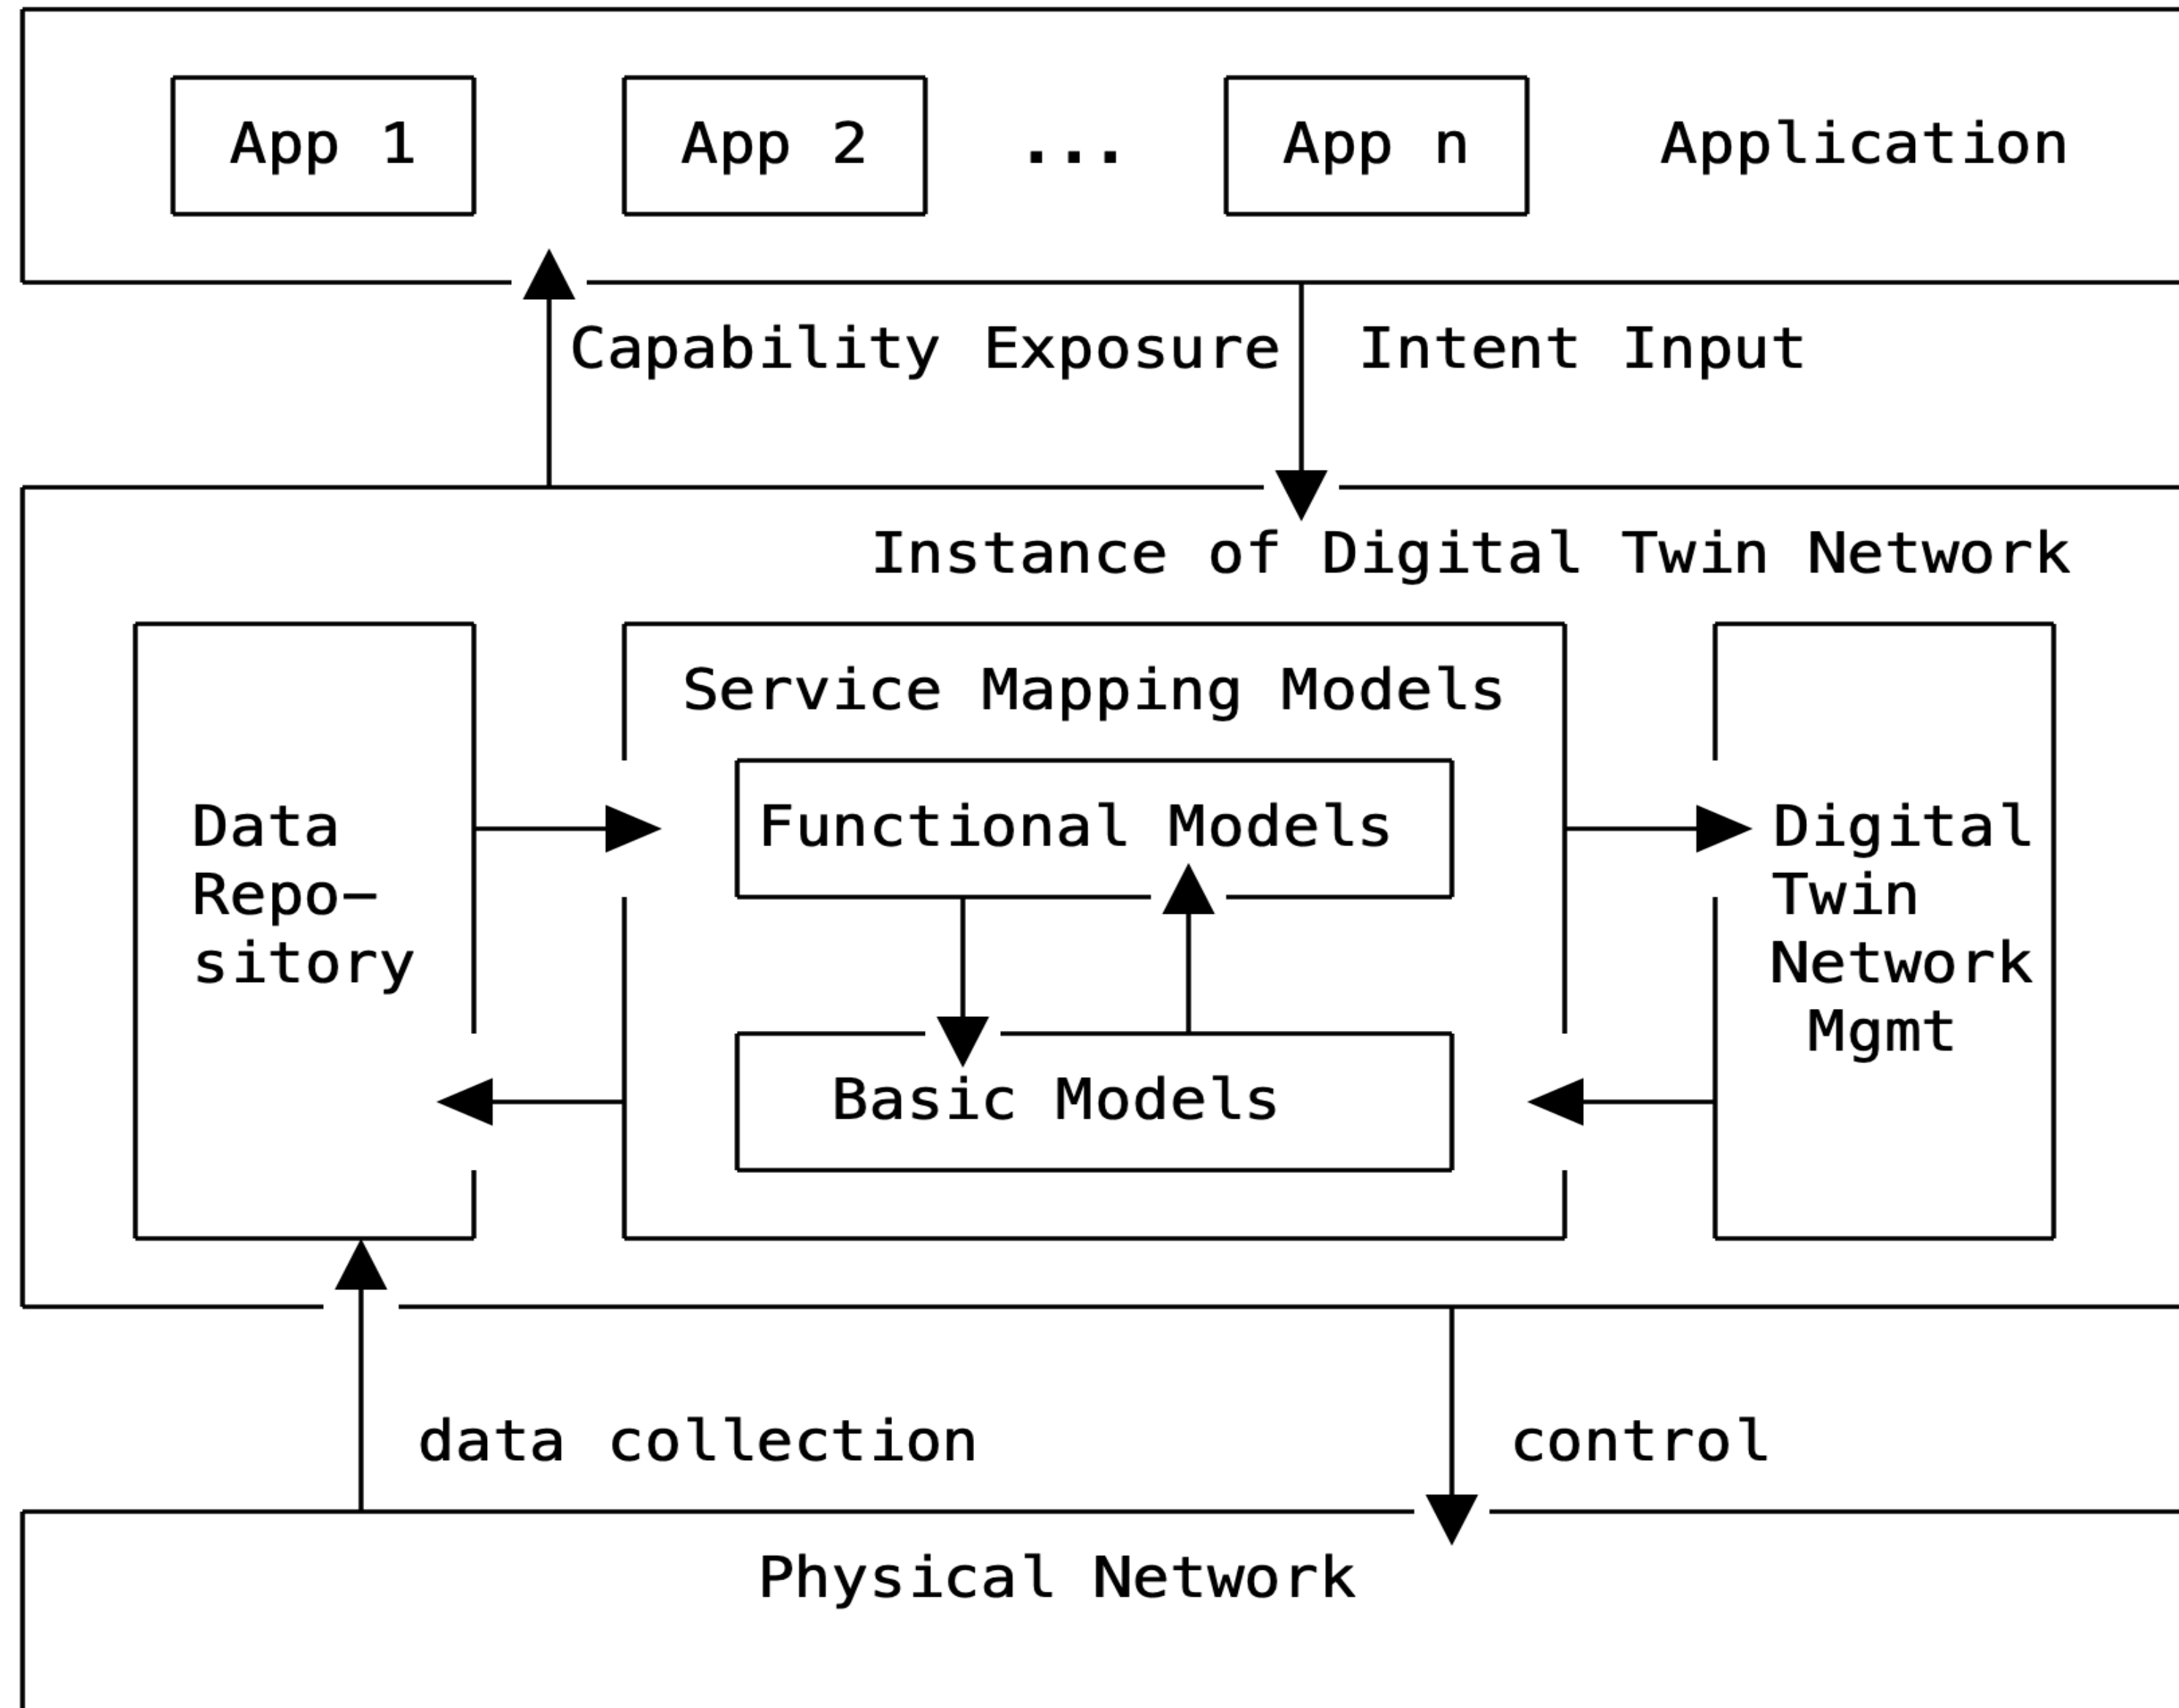 App 1 App 2 ... App n Application
Capability Exposure Intent Input
Instance of Digital Twin Network
Service Mapping Models
Data
Repo-
sitory
Functional Models
Basic Models
Digital
Twin
Network
Mgmt
data collection
control
Physical Network